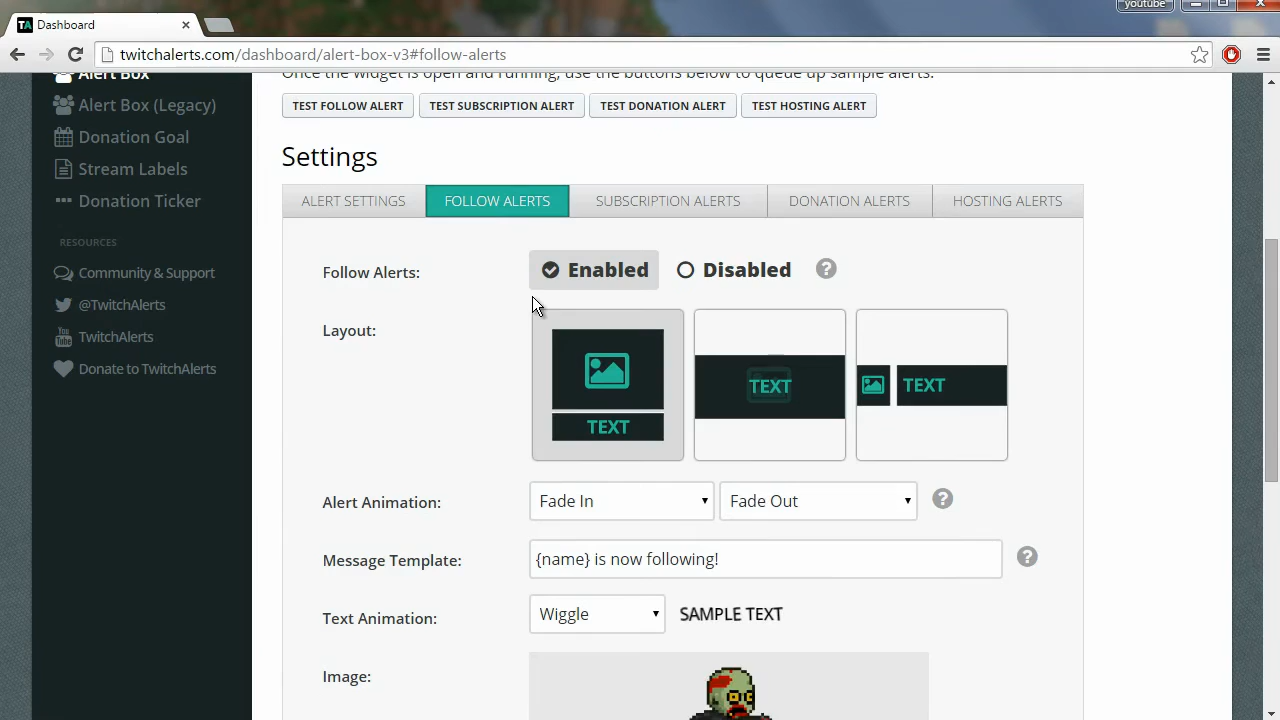 youtube
TA Dashboard
twitchalerts.com/dashboard/alert-box-v3#follow-alerts
Alert Box
Alert Box (Legacy)
Donation Goal
Stream Labels
Donation Ticker
RESOURCES
Community & Support
@TwitchAlerts
You Tube TwitchAlerts
Donate to TwitchAlerts
Once the widget is open and running, use the buttons below to queue up sample alerts.
TEST FOLLOW ALERT TEST SUBSCRIPTION ALERT TEST DONATION ALERT TEST HOSTING ALERT
Settings
ALERT SETTINGS FOLLOW ALERTS SUBSCRIPTION ALERTS DONATION ALERTS HOSTING ALERTS
Follow Alerts: Enabled Disabled ?
Layout:
TEXT TEXT TEXT
Alert Animation: Fade In Fade Out ?
Message Template: {name} is now following! ?
Text Animation: Wiggle SAMPLE TEXT
Image: